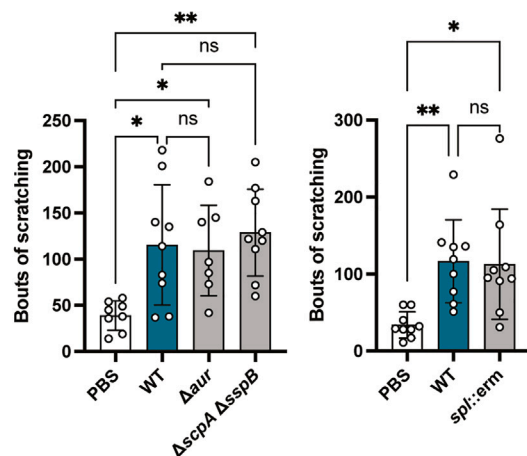 **
ns
*
*
ns
Bouts of scratching
250
200
150
100
50
0
PBS
WT
Δaur
ΔscpA ΔsspB
*
**
ns
Bouts of scratching
300
200
100
0
PBS
WT
spl::erm